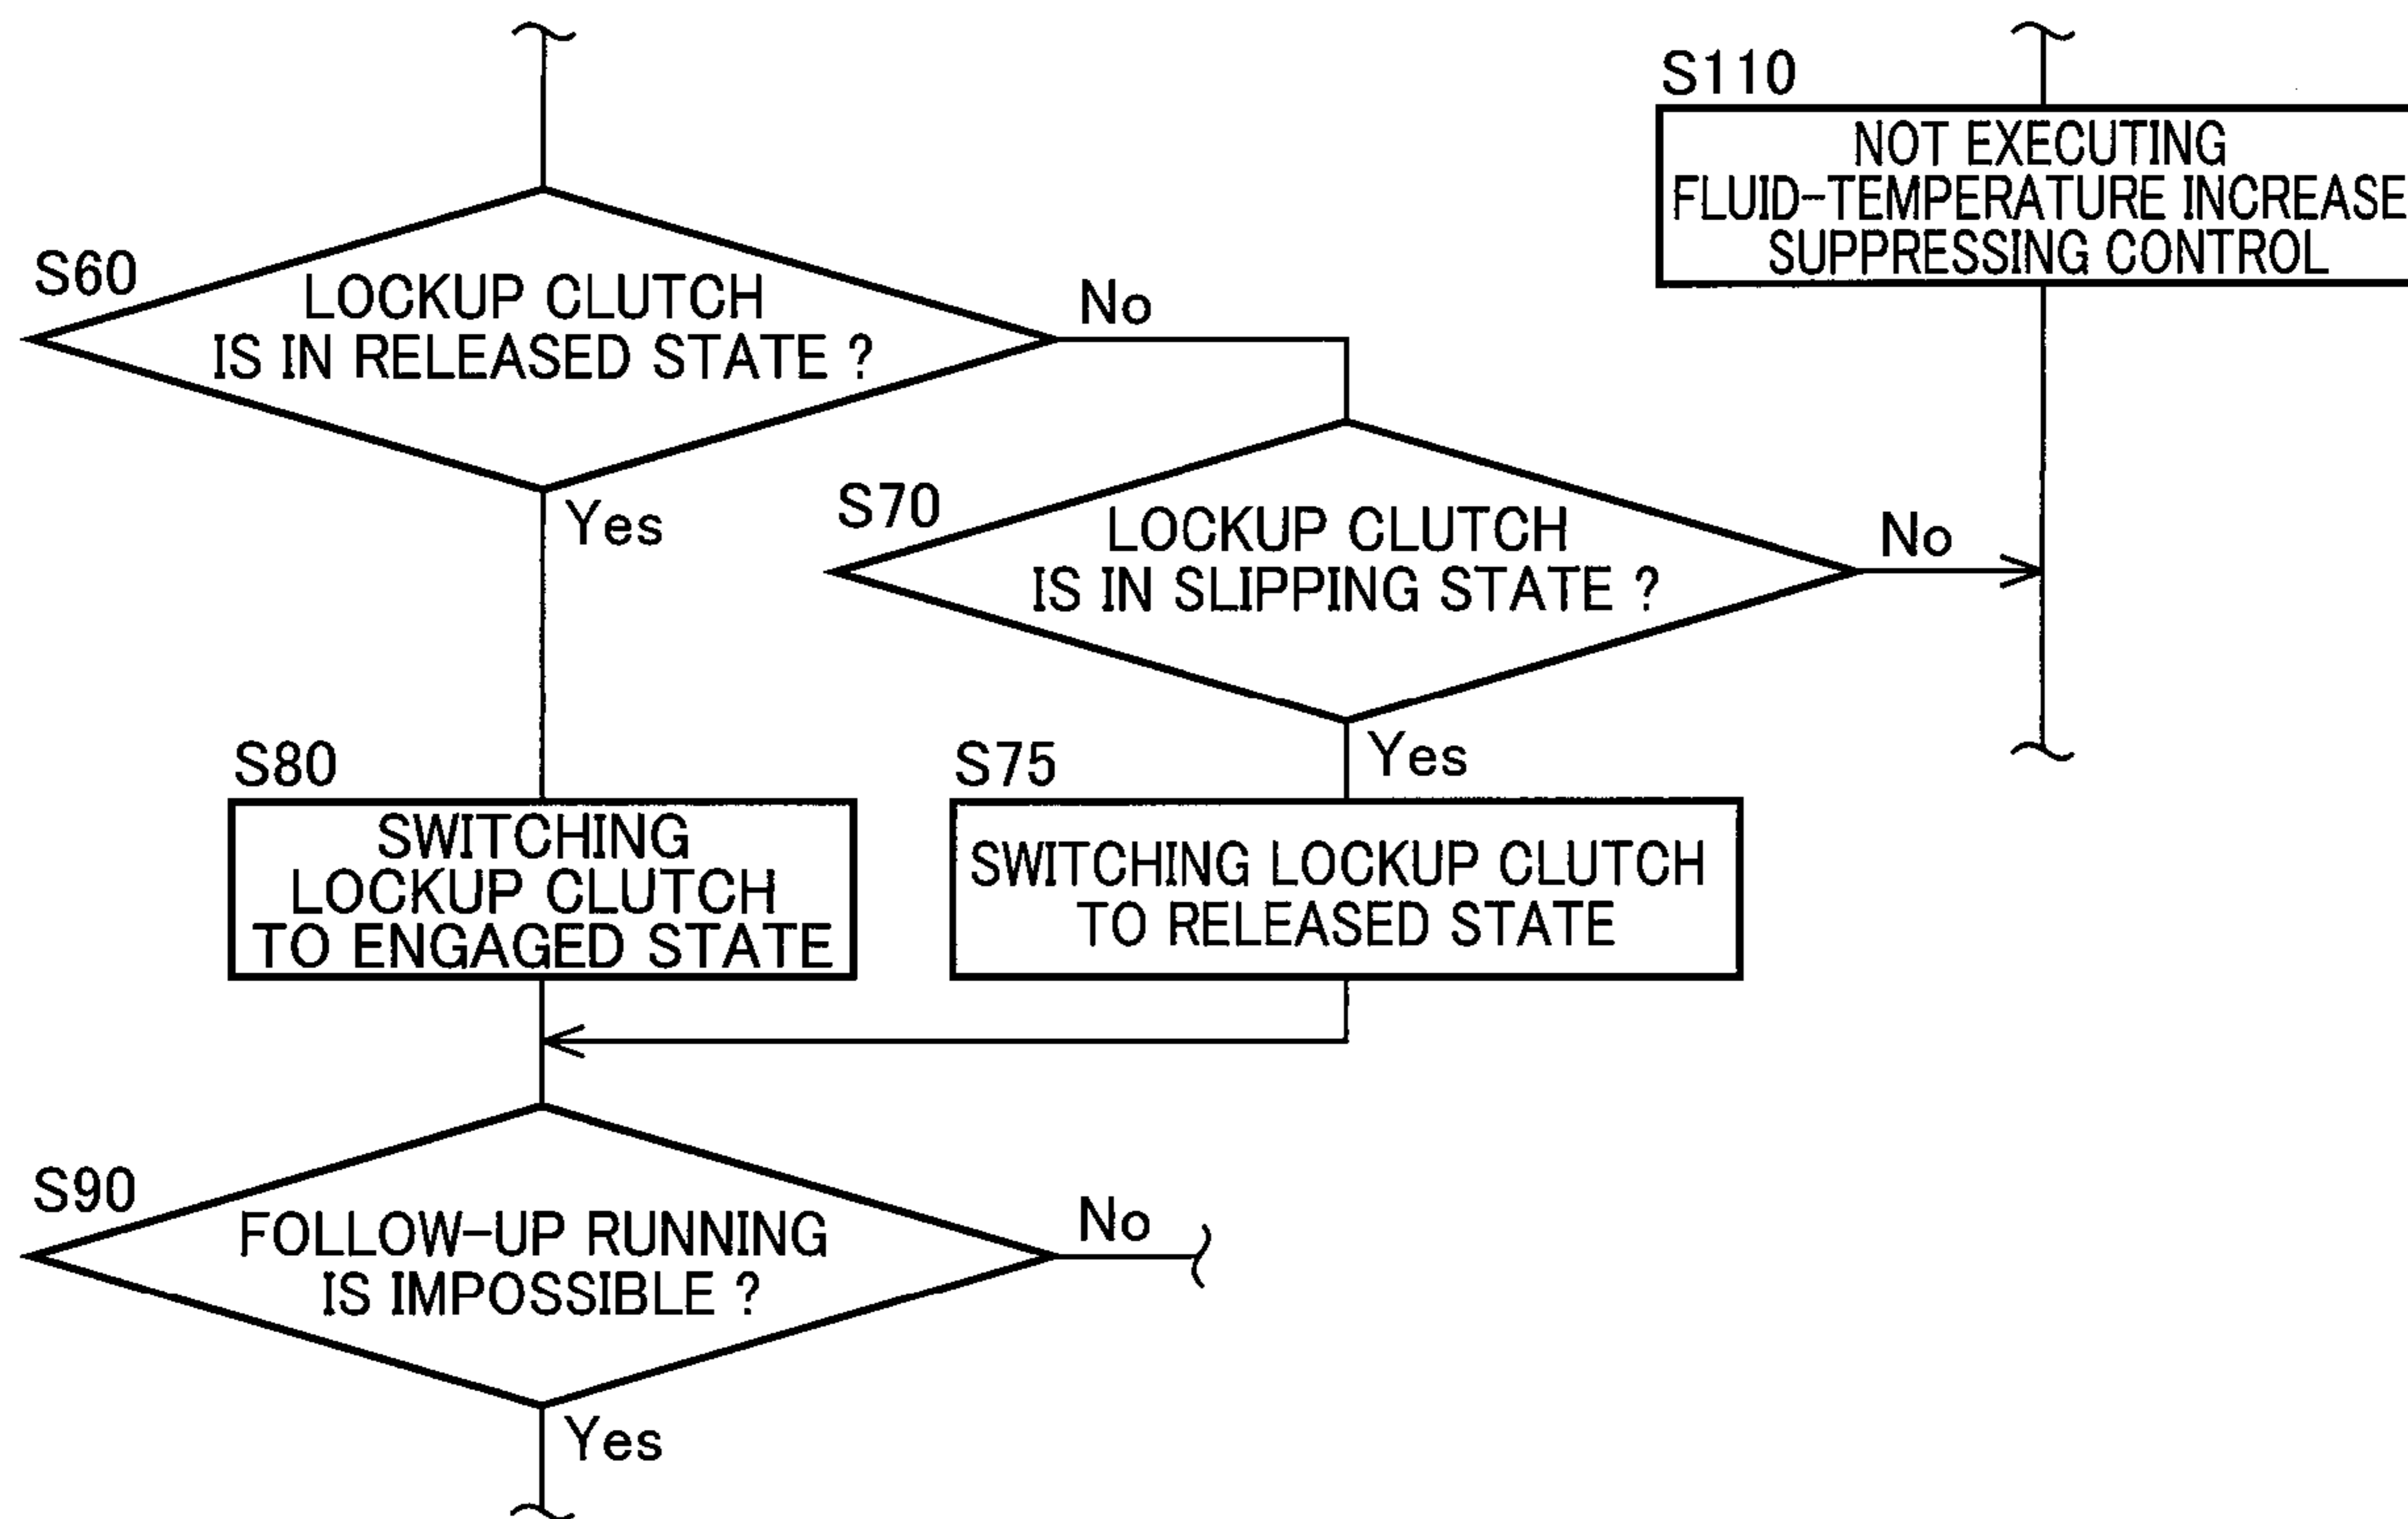 S110
NOT EXECUTING
FLUID-TEMPERATURE INCREASE
SUPPRESSING CONTROL
S60
LOCKUP CLUTCH
IS IN RELEASED STATE ?
No
Yes
S70
LOCKUP CLUTCH
IS IN SLIPPING STATE ?
No
Yes
S80
SWITCHING
LOCKUP CLUTCH
TO ENGAGED STATE
S75
SWITCHING LOCKUP CLUTCH
TO RELEASED STATE
S90
FOLLOW-UP RUNNING
IS IMPOSSIBLE ?
No
Yes